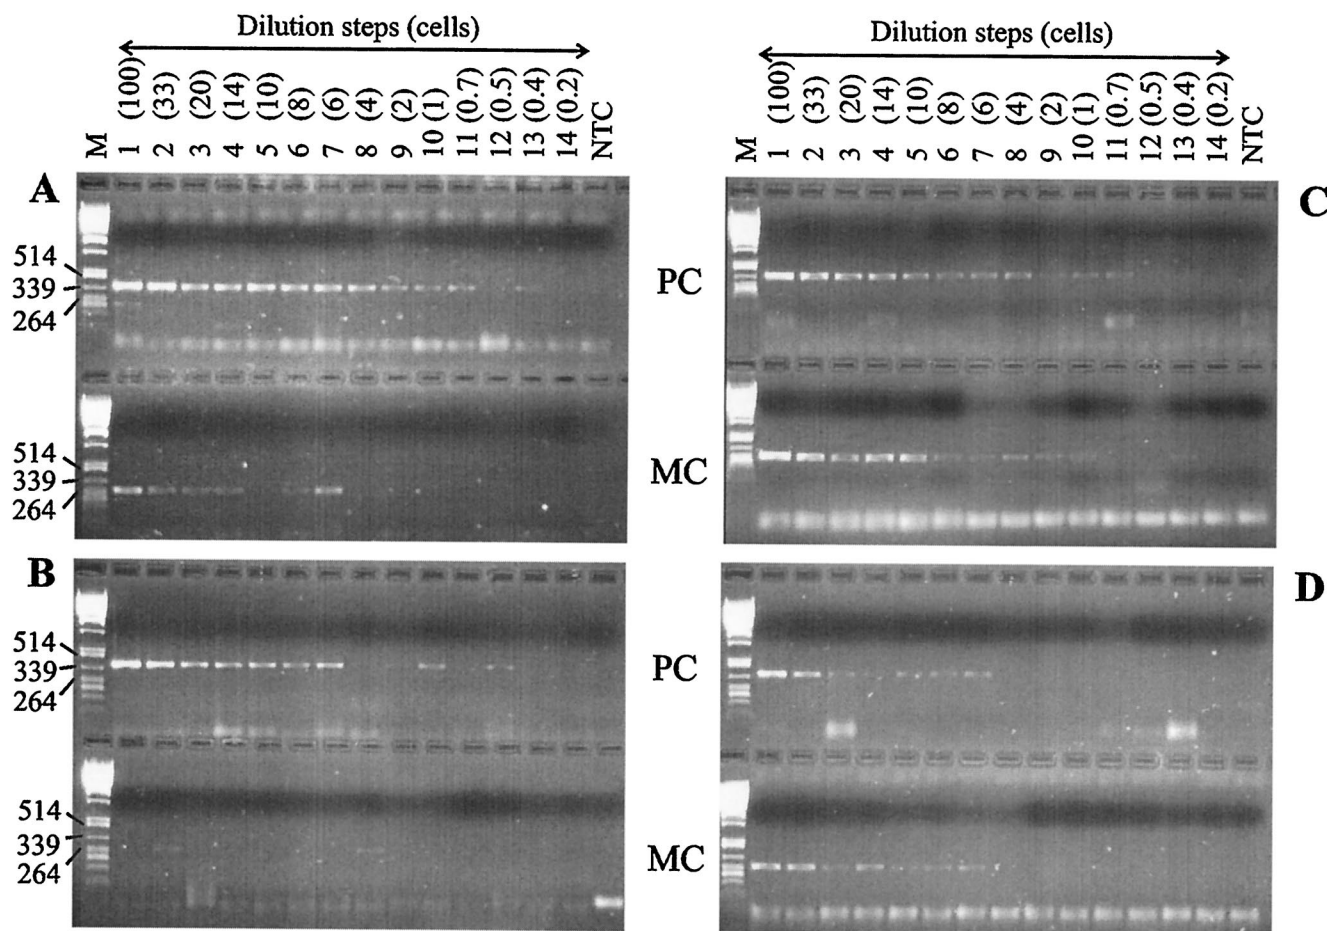 Dilution steps (cells)
M 1 (100) 2 (33) 3 (20) 4 (14) 5 (10) 6 (8) 7 (6) 8 (4) 9 (2) 10 (1) 11 (0.7) 12 (0.5) 13 (0.4) 14 (0.2) NTC
Dilution steps (cells)
M 1 (100) 2 (33) 3 (20) 4 (14) 5 (10) 6 (8) 7 (6) 8 (4) 9 (2) 10 (1) 11 (0.7) 12 (0.5) 13 (0.4) 14 (0.2) NTC
A
514
339
264
514
339
264
B
514
339
264
514
339
264
C
PC
MC
D
PC
MC